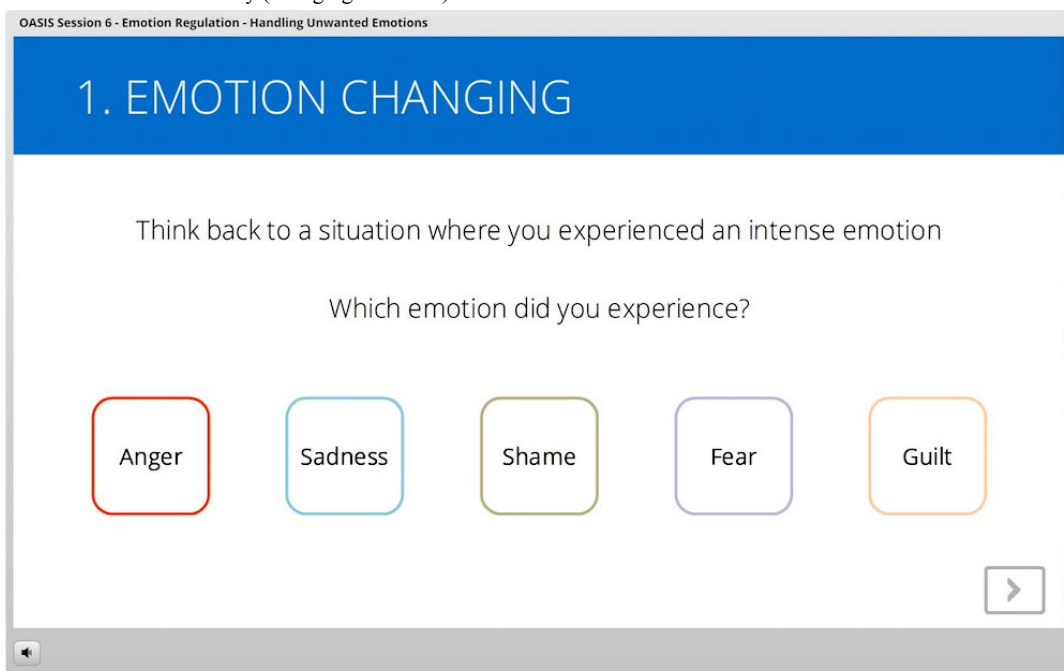 OASIS Session 6 - Emotion Regulation - Handling Unwanted Emotions
1. EMOTION CHANGING
Think back to a situation where you experienced an intense emotion
Which emotion did you experience?
Anger Sadness Shame Fear Guilt